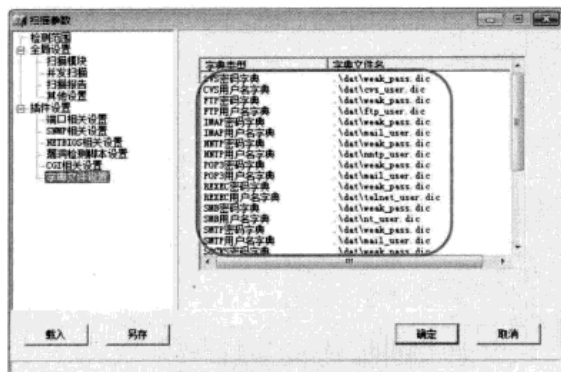 扫描参数
检测范围
全局设置
扫描模块
并发扫描
扫描报告
其他设置
插件设置
端口相关设置
SNMP相关设置
NETBIOS相关设置
漏洞检测脚本设置
CGI相关设置
字典文件设置
字典类型 字典文件名
CVS密码字典 .\dat\weak_pass.dic
CVS用户名字典 .\dat\cvs_user.dic
FTP密码字典 .\dat\weak_pass.dic
FTP用户名字典 .\dat\ftp_user.dic
IMAP密码字典 .\dat\weak_pass.dic
IMAP用户名字典 .\dat\mail_user.dic
NNTP密码字典 .\dat\weak_pass.dic
NNTP用户名字典 .\dat\nntp_user.dic
POP3密码字典 .\dat\weak_pass.dic
POP3用户名字典 .\dat\mail_user.dic
REXEC密码字典 .\dat\weak_pass.dic
REXEC用户名字典 .\dat\telnet_user.dic
SMB密码字典 .\dat\weak_pass.dic
SMB用户名字典 .\dat\nt_user.dic
SMTP密码字典 .\dat\weak_pass.dic
SMTP用户名字典 .\dat\mail_user.dic
.\dat\weak_pass.dic
载入 另存 确定 取消